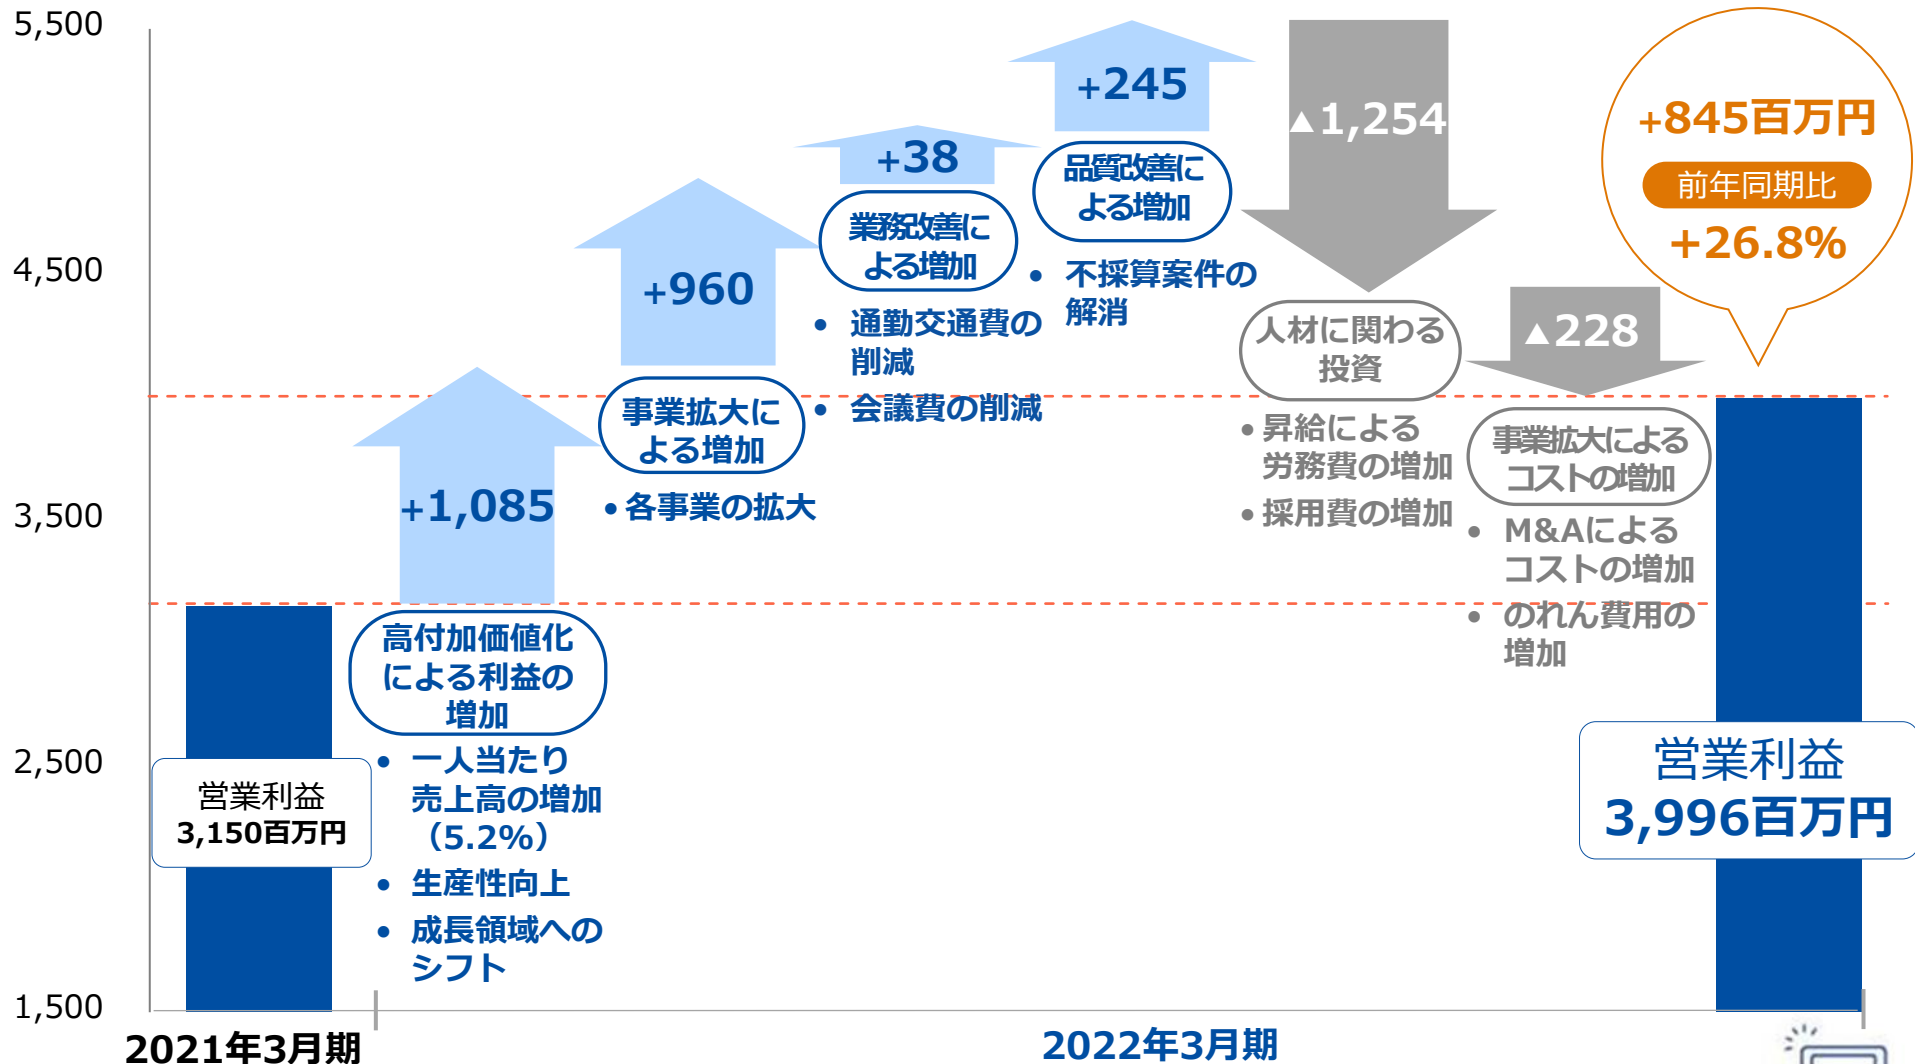 5,500
4,500
3,500
2,500
1,500
営業利益
3,150百万円
2021年3月期
+1,085
高付加価値化
による利益の
増加
• 一人当たり
売上高の増加
（5.2%）
• 生産性向上
• 成長領域への
シフト
+960
事業拡大に
よる増加
• 各事業の拡大
+38
業務改善に
よる増加
• 通勤交通費の
削減
• 会議費の削減
+245
品質改善に
よる増加
• 不採算案件の
解消
▲1,254
人材に関わる
投資
• 昇給による
労務費の増加
• 採用費の増加
▲228
事業拡大による
コストの増加
• M&Aによる
コストの増加
• のれん費用の
増加
+845百万円
前年同期比
+26.8%
営業利益
3,996百万円
2022年3月期